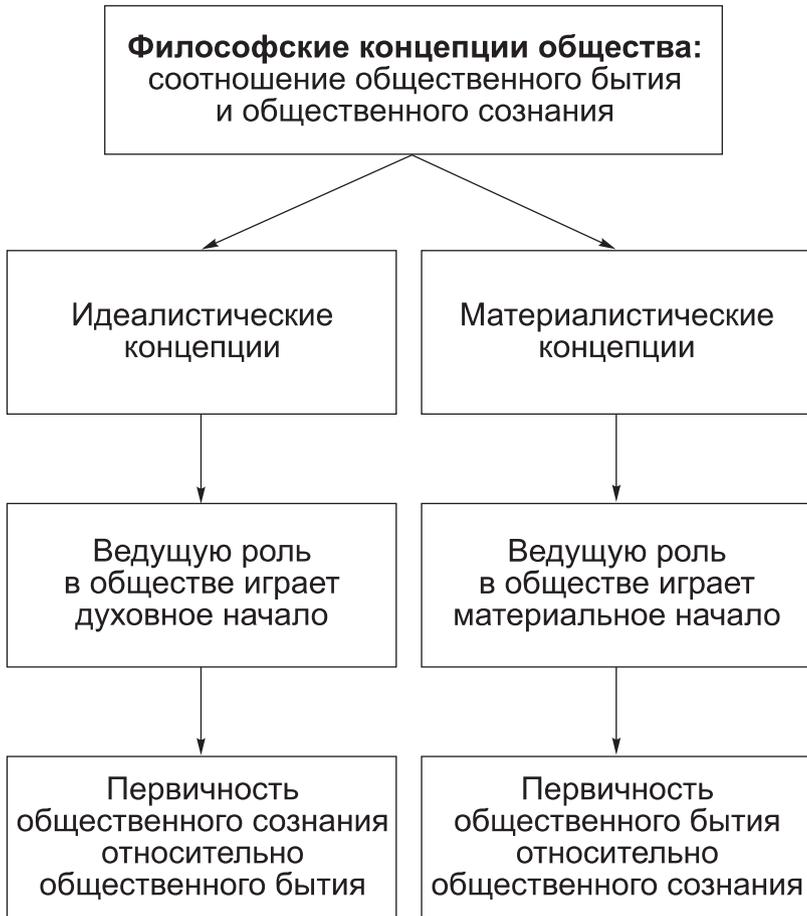 Философские концепции общества:
соотношение общественного бытия
и общественного сознания
Идеалистические
концепции
Материалистические
концепции
Ведущую роль
в обществе играет
духовное начало
Ведущую роль
в обществе играет
материальное начало
Первичность
общественного сознания
относительно
общественного бытия
Первичность
общественного бытия
относительно
общественного сознания